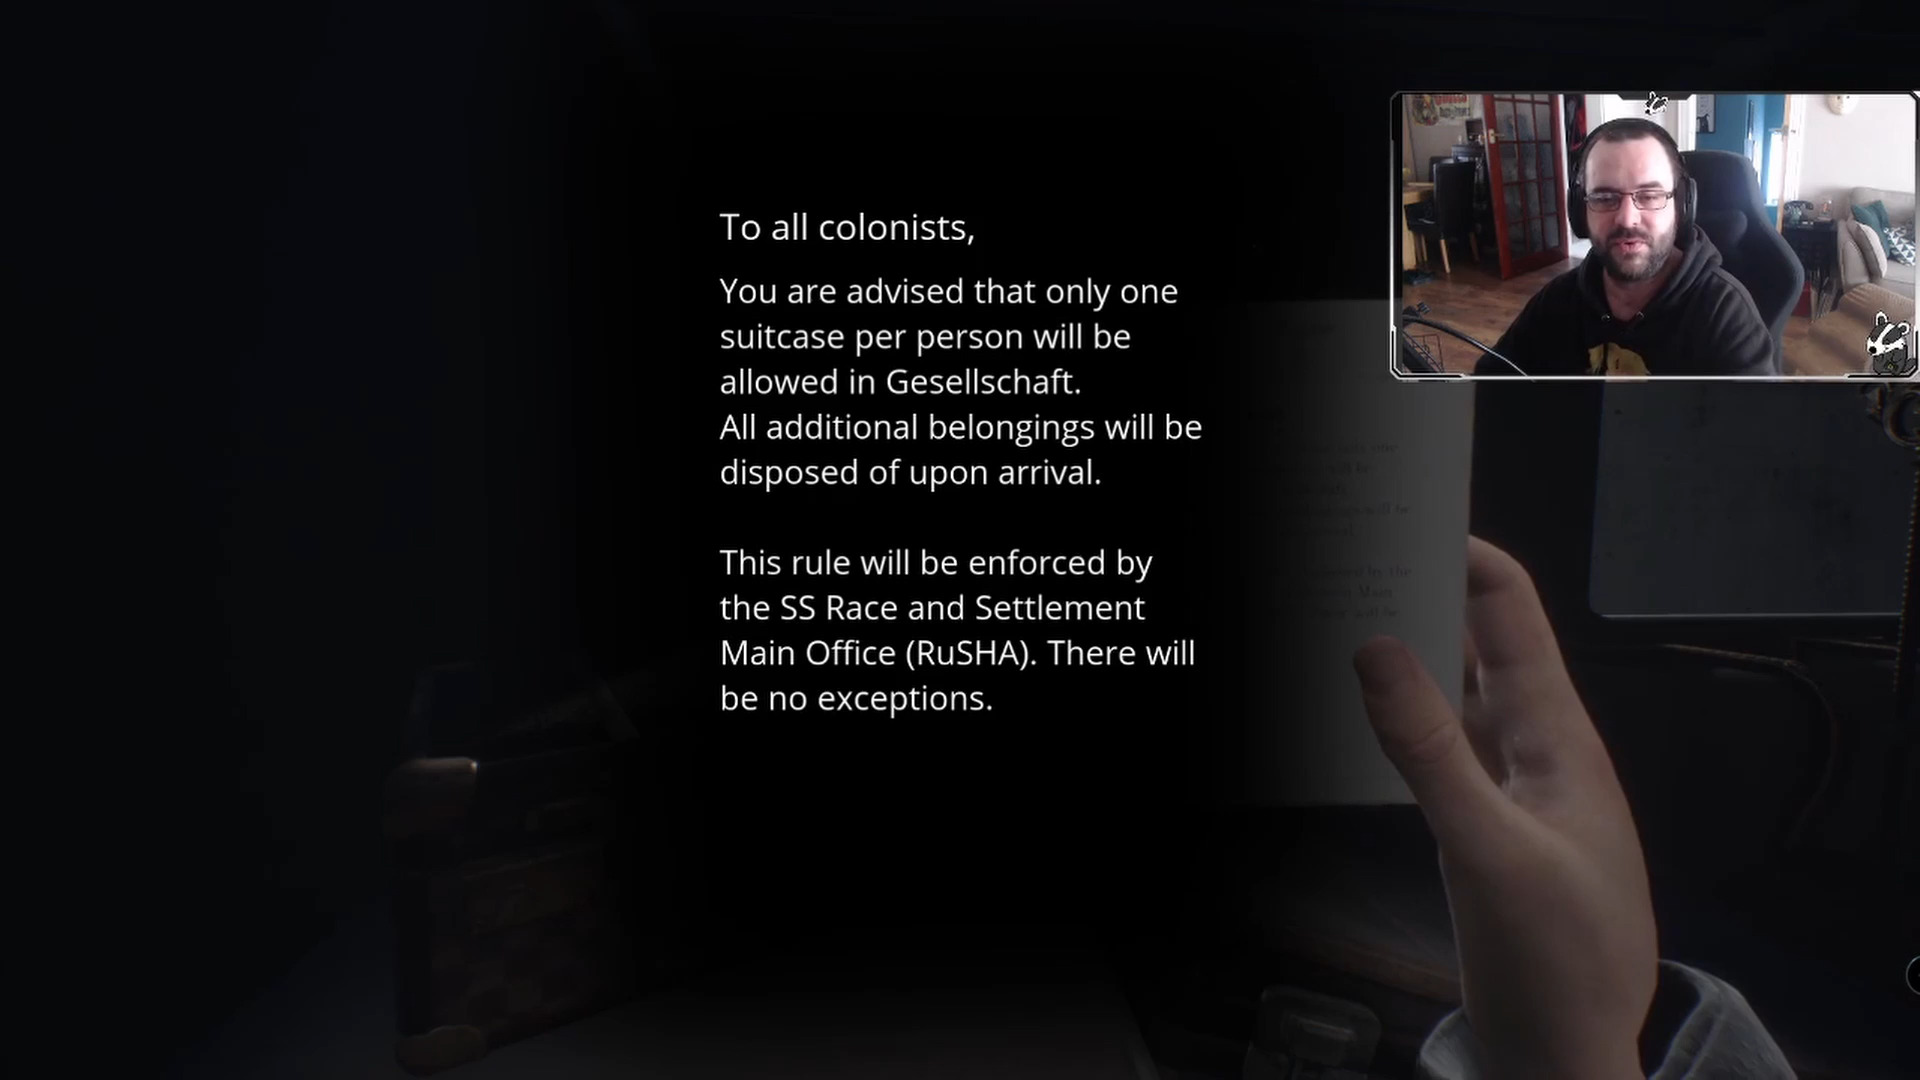 To all colonists,
You are advised that only one
suitcase per person will be
allowed in Gesellschaft.
All additional belongings will be
disposed of upon arrival.
This rule will be enforced by
the SS Race and Settlement
Main Office (RuSHA). There will
be no exceptions.